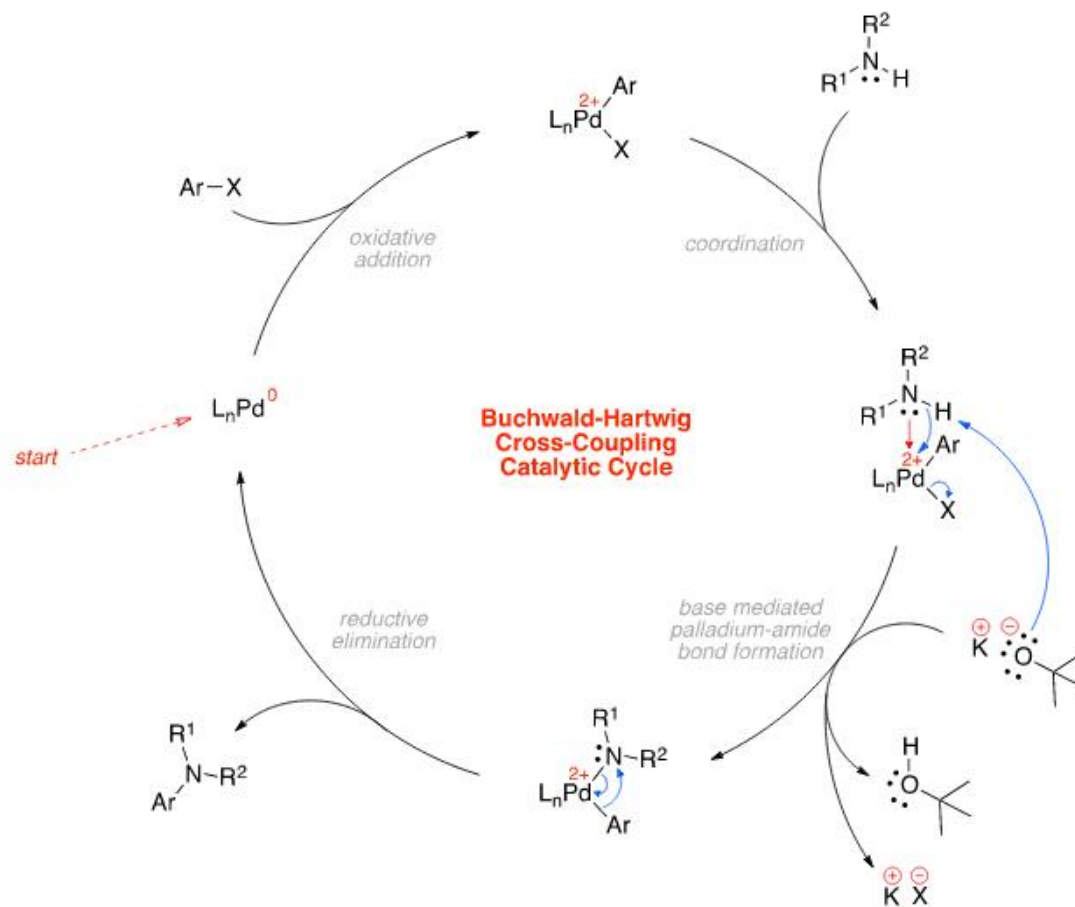 R²
N
R¹
H
Ar
2+
LₙPd
X
Ar–X
oxidative
addition
coordination
R²
N
R¹
H
Ar
2+
LₙPd
X
LₙPd⁰
start
Buchwald-Hartwig
Cross-Coupling
Catalytic Cycle
reductive
elimination
base mediated
palladium-amide
bond formation
⊕ ⊖
K O
R¹
N
R²
Ar
R¹
N
R²
2+
LₙPd
Ar
H
O
⊕ ⊖
K X